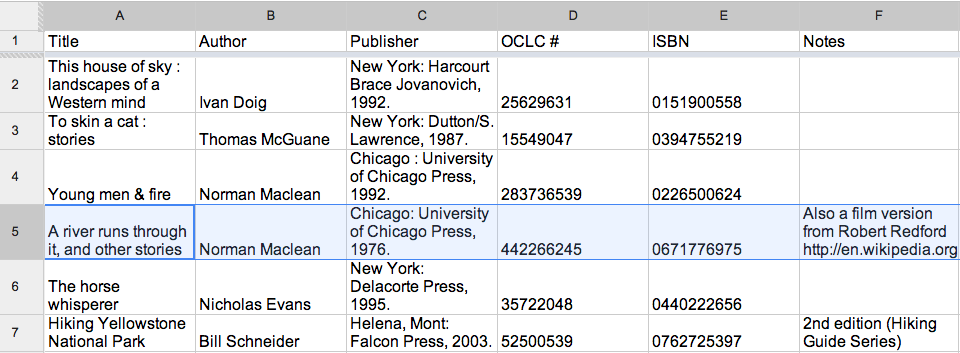 A B C D E F
1 Title Author Publisher OCLC # ISBN Notes
2 This house of sky : landscapes of a Western mind Ivan Doig New York: Harcourt Brace Jovanovich, 1992. 25629631 0151900558
3 To skin a cat : stories Thomas McGuane New York: Dutton/S. Lawrence, 1987. 15549047 0394755219
4 Young men & fire Norman Maclean Chicago : University of Chicago Press, 1992. 283736539 0226500624
5 A river runs through it, and other stories Norman Maclean Chicago: University of Chicago Press, 1976. 442266245 0671776975 Also a film version from Robert Redford http://en.wikipedia.org
6 The horse whisperer Nicholas Evans New York: Delacorte Press, 1995. 35722048 0440222656
7 Hiking Yellowstone National Park Bill Schneider Helena, Mont: Falcon Press, 2003. 52500539 0762725397 2nd edition (Hiking Guide Series)